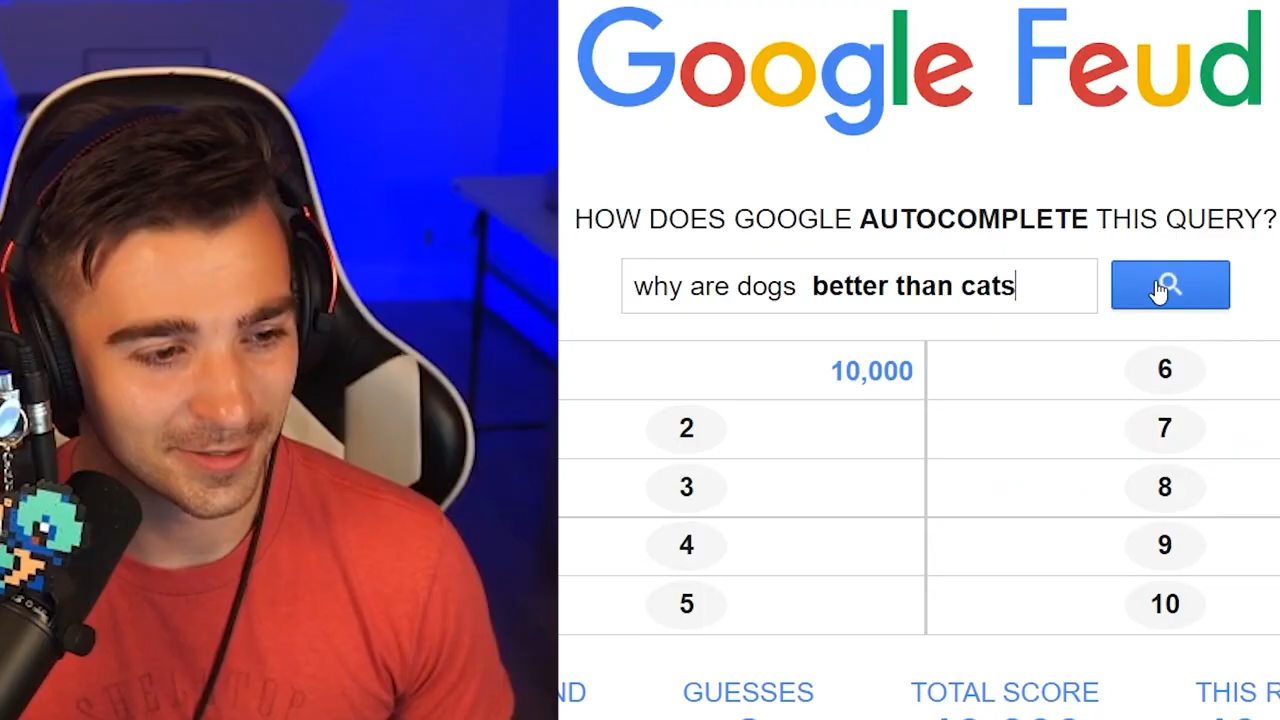 Google Feud
HOW DOES GOOGLE AUTOCOMPLETE THIS QUERY?
why are dogs better than cats
10,000
6
2
7
3
8
4
9
5
10
GUESSES
TOTAL SCORE